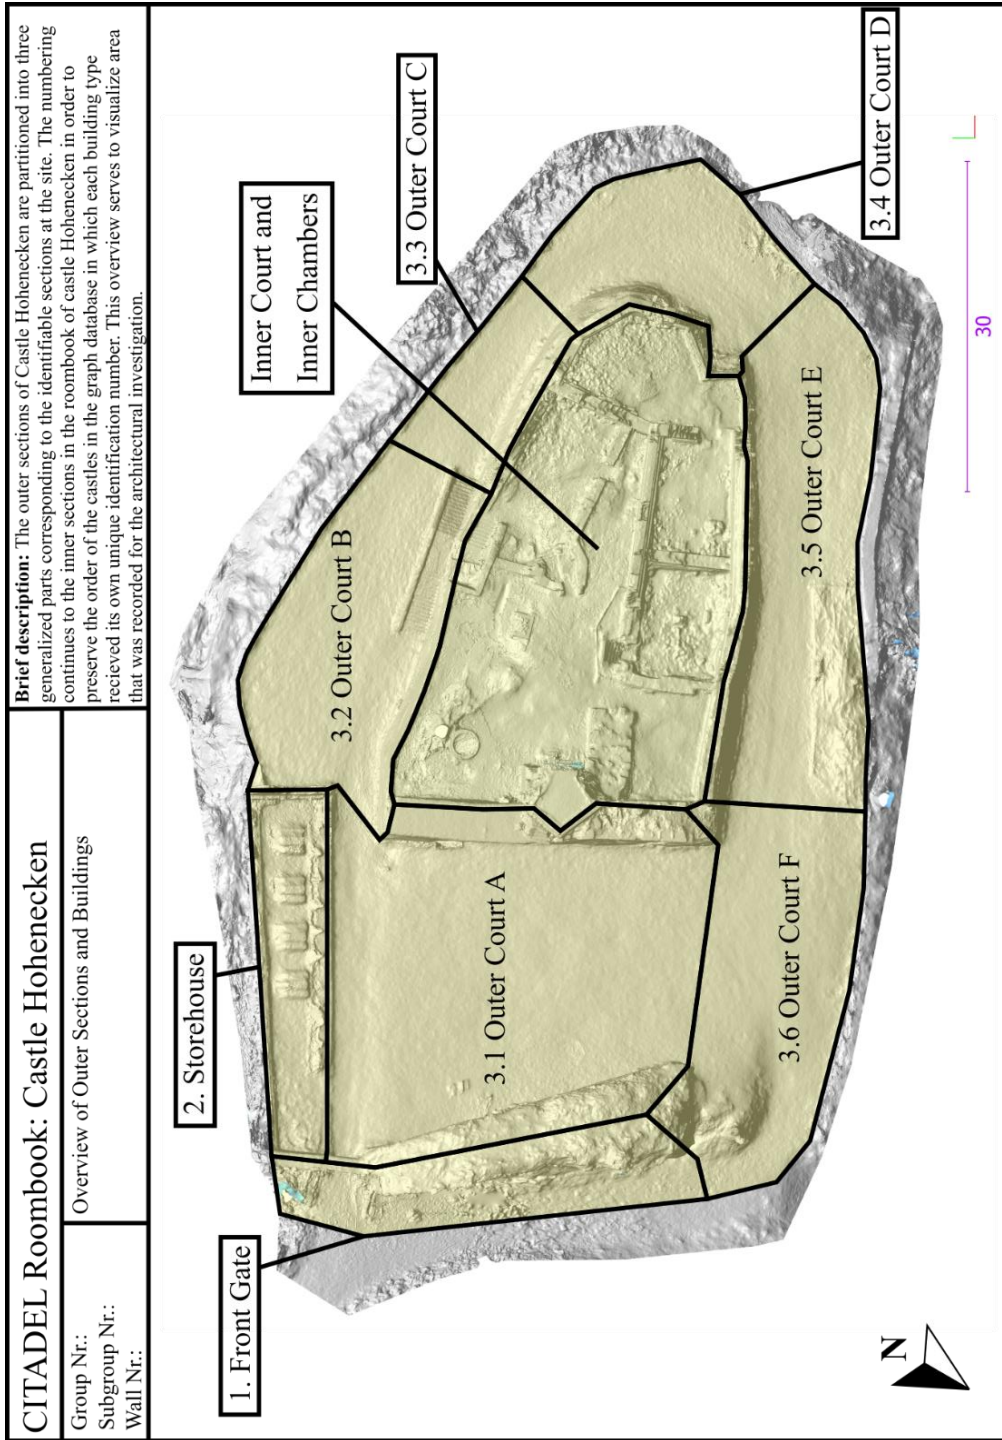 CITADEL Roombook: Castle Hohenecken
Group Nr.:
Subgroup Nr.:
Wall Nr.:
Overview of Outer Sections and Buildings
Brief description: The outer sections of Castle Hohenecken are partitioned into three
generalized parts corresponding to the identifiable sections at the site. The numbering
continues to the inner sections in the roombook of castle Hohenecken in order to
preserve the order of the castles in the graph database in which each building type
recieved its own unique identification number. This overview serves to visualize area
that was recorded for the architectural investigation.
1. Front Gate
2. Storehouse
Inner Court and
Inner Chambers
3.3 Outer Court C
3.4 Outer Court D
3.2 Outer Court B
3.1 Outer Court A
3.5 Outer Court E
3.6 Outer Court F
30
N